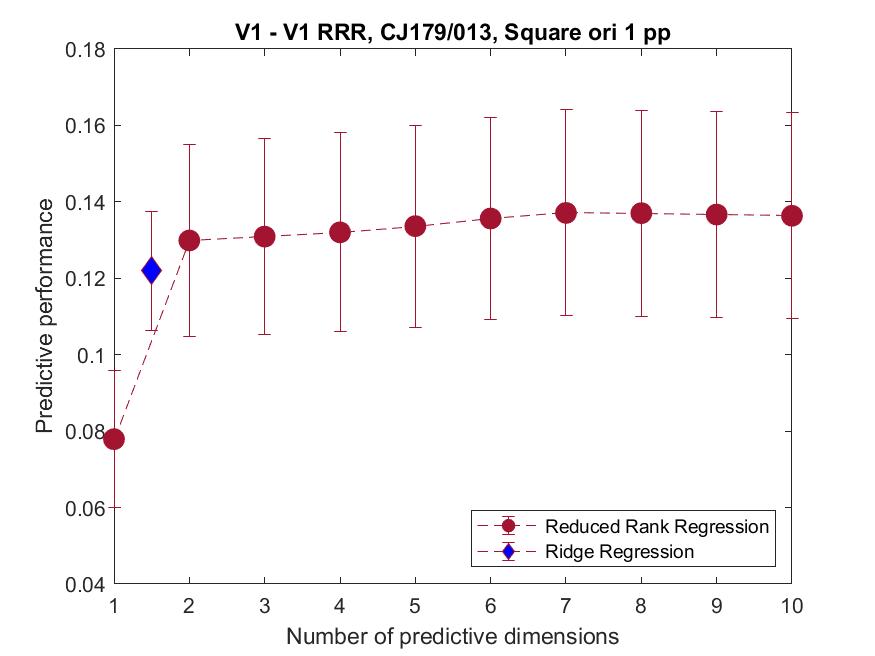 V1 - V1 RRR, CJ179/013, Square ori 1 pp
0.18
0.16
0.14
0.12
0.1
0.08
0.06
0.04
Predictive performance
Reduced Rank Regression
Ridge Regression
1 2 3 4 5 6 7 8 9 10
Number of predictive dimensions